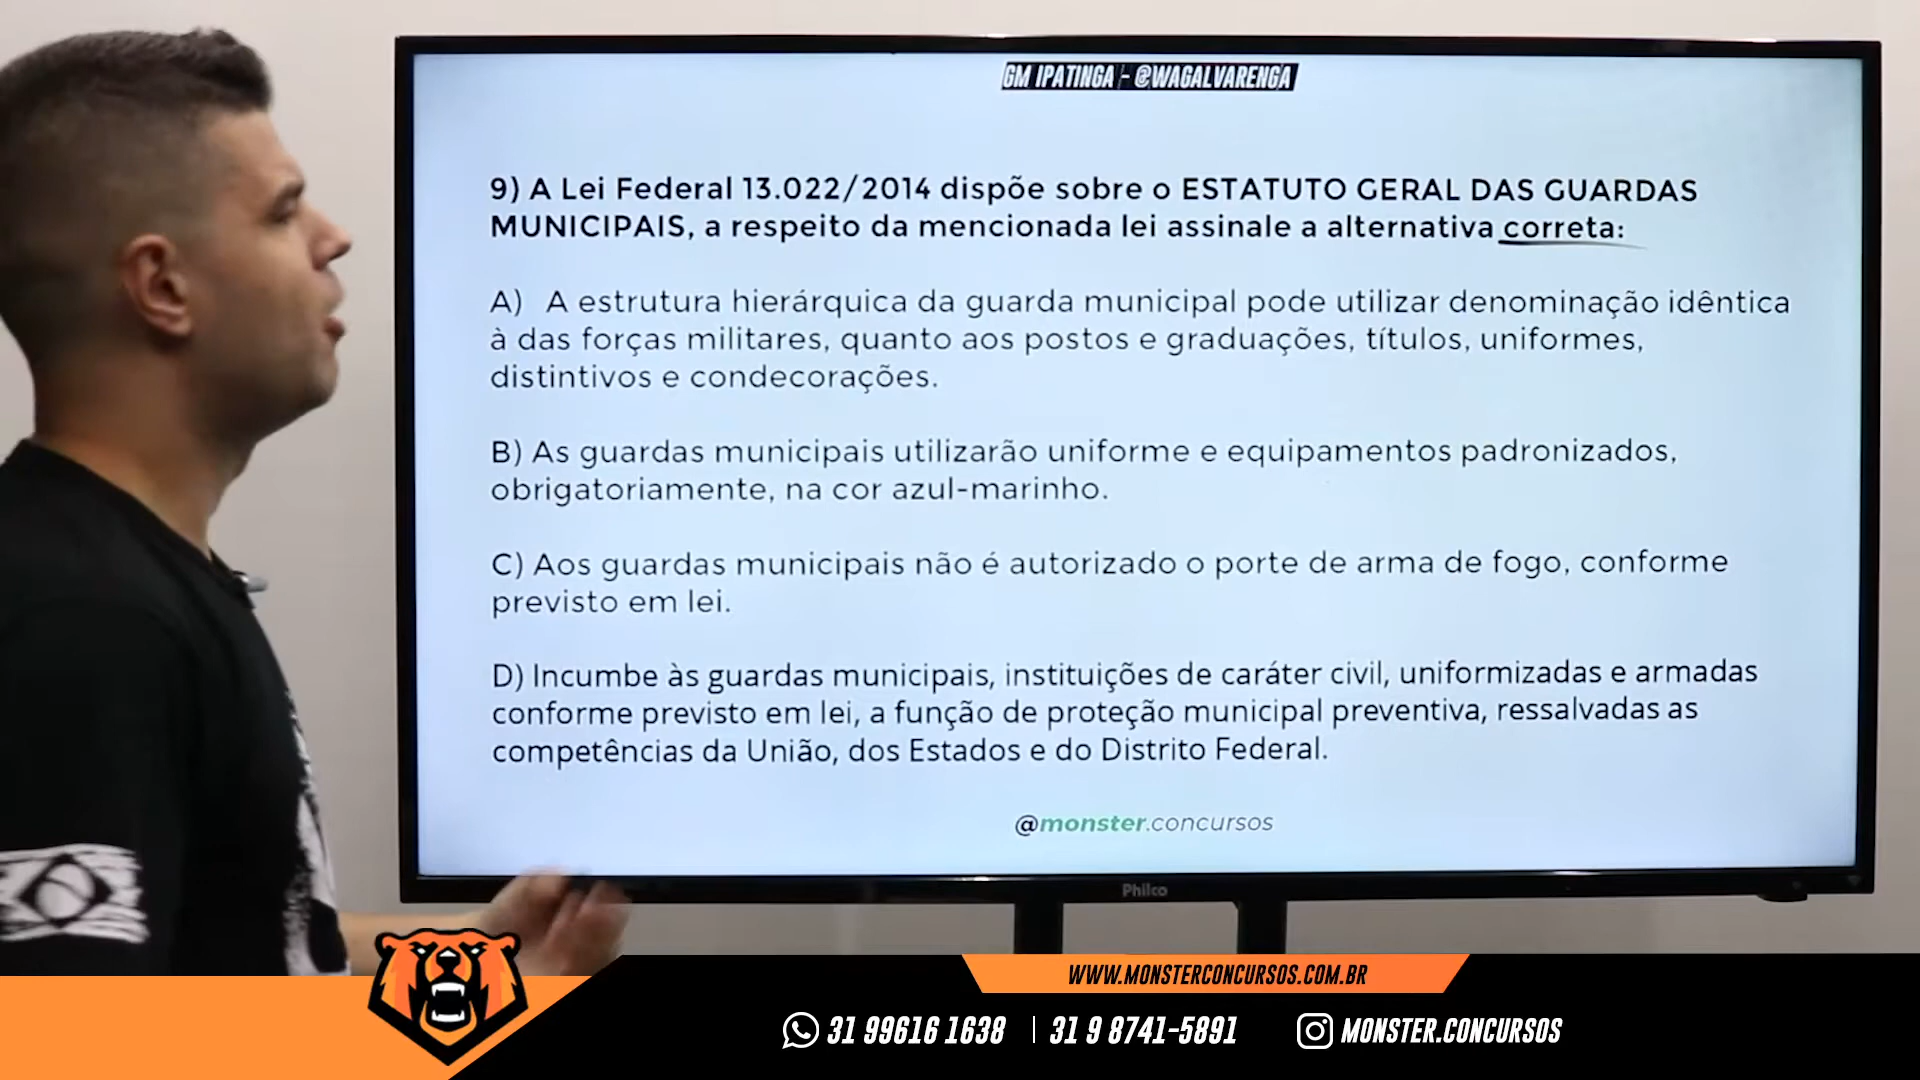 GM IPATINGA - @WAGALVARENGA
9) A Lei Federal 13.022/2014 dispõe sobre o ESTATUTO GERAL DAS GUARDAS
MUNICIPAIS, a respeito da mencionada lei assinale a alternativa correta:
A) A estrutura hierárquica da guarda municipal pode utilizar denominação idêntica
à das forças militares, quanto aos postos e graduações, títulos, uniformes,
distintivos e condecorações.
B) As guardas municipais utilizarão uniforme e equipamentos padronizados,
obrigatoriamente, na cor azul-marinho.
C) Aos guardas municipais não é autorizado o porte de arma de fogo, conforme
previsto em lei.
D) Incumbe às guardas municipais, instituições de caráter civil, uniformizadas e armadas
conforme previsto em lei, a função de proteção municipal preventiva, ressalvadas as
competências da União, dos Estados e do Distrito Federal.
@monster.concursos
Philco
WWW.MONSTERCONCURSOS.COM.BR
31 99616 1638 | 31 9 8741-5891 MONSTER.CONCURSOS